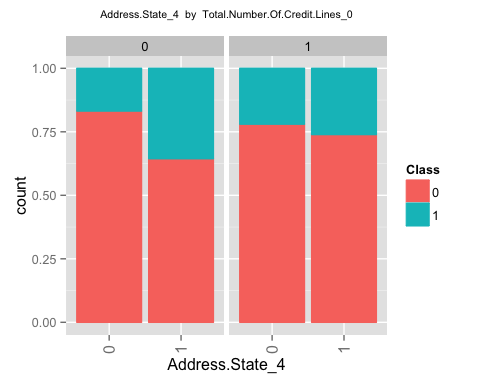 Address.State_4 by Total.Number.Of.Credit.Lines_0
0 1
1.00
0.75
0.50
0.25
0.00
count
0 1 0 1
Address.State_4
Class
0
1